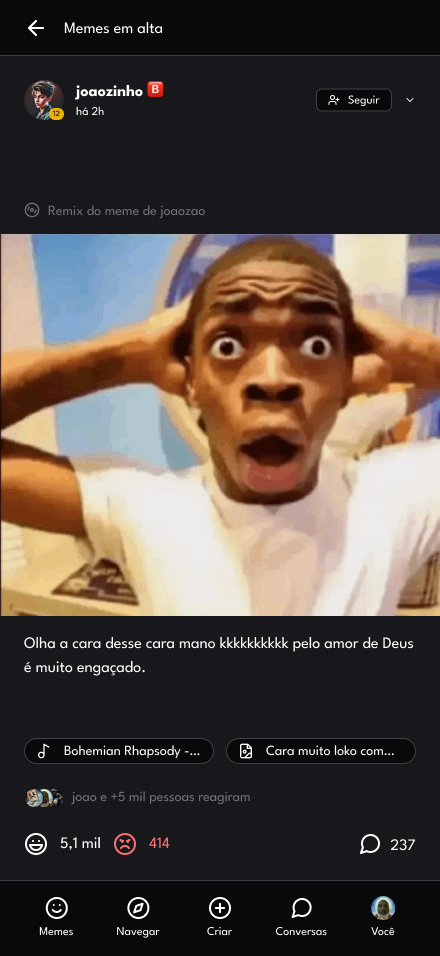 Memes em alta
joaozinho B
há 2h
12
Seguir
Remix do meme de joaozao
Olha a cara desse cara mano kkkkkkkkkk pelo amor de Deus
é muito engaçado.
Bohemian Rhapsody -...
Cara muito loko com...
joao e +5 mil pessoas reagiram
5,1 mil
414
237
Memes
Navegar
Criar
Conversas
Você